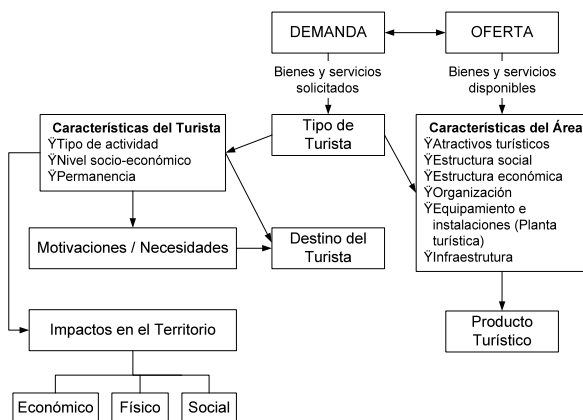 DEMANDA
OFERTA
Bienes y servicios
solicitados
Bienes y servicios
disponibles
Tipo de
Turista
Características del Turista
ŸTipo de actividad
ŸNivel socio-económico
ŸPermanencia
Características del Área
ŸAtractivos turísticos
ŸEstructura social
ŸEstructura económica
ŸOrganización
ŸEquipamiento e
instalaciones (Planta
turística)
ŸInfraestrutura
Motivaciones / Necesidades
Destino del
Turista
Impactos en el Territorio
Producto
Turístico
Económico
Físico
Social